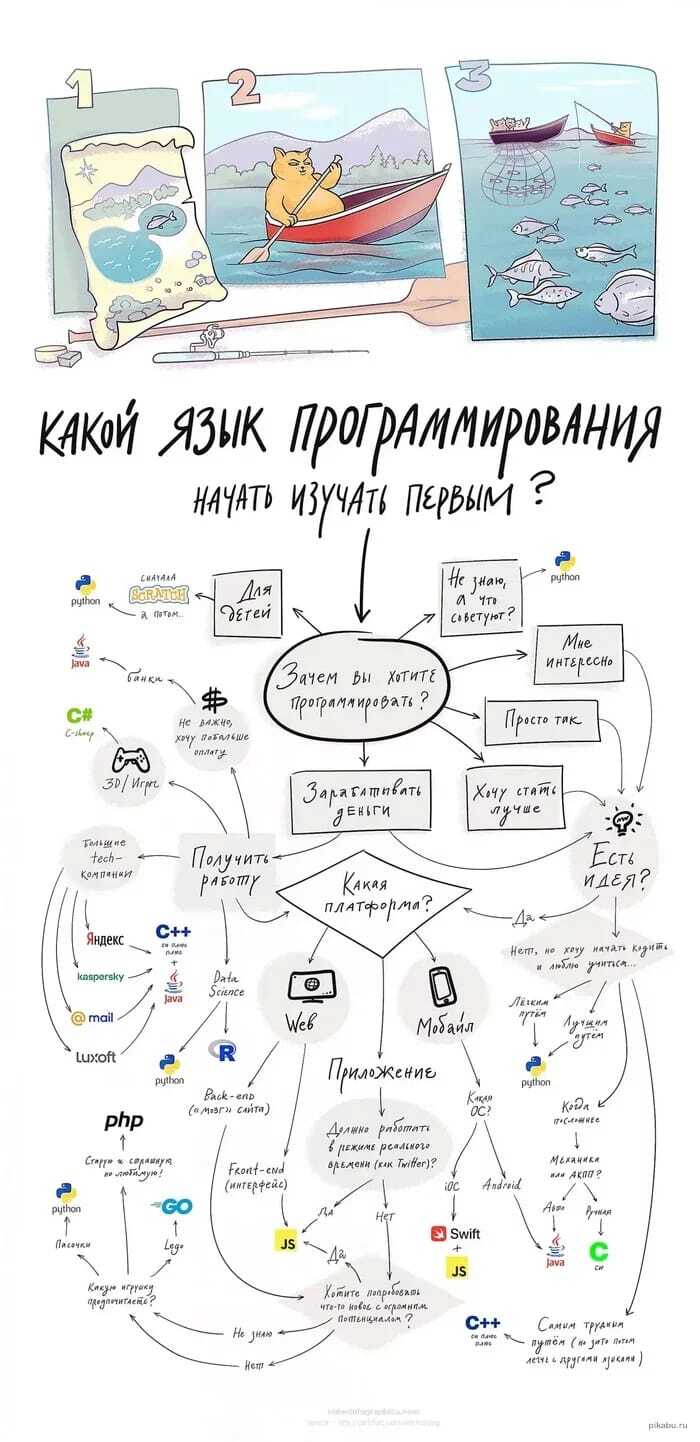 1
2
3
КАКОЙ ЯЗЫК ПРОГРАММИРОВАНИЯ
НАЧАТЬ ИЗУЧАТЬ ПЕРВЫМ?
python
СНАЧАЛА
SCRATCH
А ПОТОМ...
Для
детей
Не знаю,
а что
советуют?
python
Java
банки
$
Не важно,
хочу побольше
оплату
Зачем вы хотите
программировать?
Мне
интересно
Просто так
C#
C-sharp
3D/Игры
Зарабатывать
деньги
Хочу стать
лучше
Большие
tech-
компании
Получить
работу
Какая
платформа?
Есть
идея?
Да
Нет, но хочу начать кодить
и люблю учиться...
Яндекс
kaspersky
@mail
Luxoft
C++
си плюс
плюс
+
Java
Data
Science
python
R
Web
Мобайл
Лёгким
путём
Лучшим
путём
python
Приложение
Back-end
("мозг" сайта)
Front-end
(интерфейс)
Должно работать
в режиме реального
времени (как Twitter)?
Какая
ОС?
iOC
Android
Когда
посложнее
Механика
или АКПП?
Авто
Ручная
php
Старую и страшную,
но любимую!
python
GO
Писочки
Lego
Какую игрушку
предпочитаете?
JS
Да
Нет
Да
Swift
+
JS
Java
C
си
Хотите попробовать
что-то новое с огромным
потенциалом?
Не знаю
Нет
C++
си плюс
плюс
Самым трудным
путём (но зато потом
легче с другими языками)
pikabu.ru